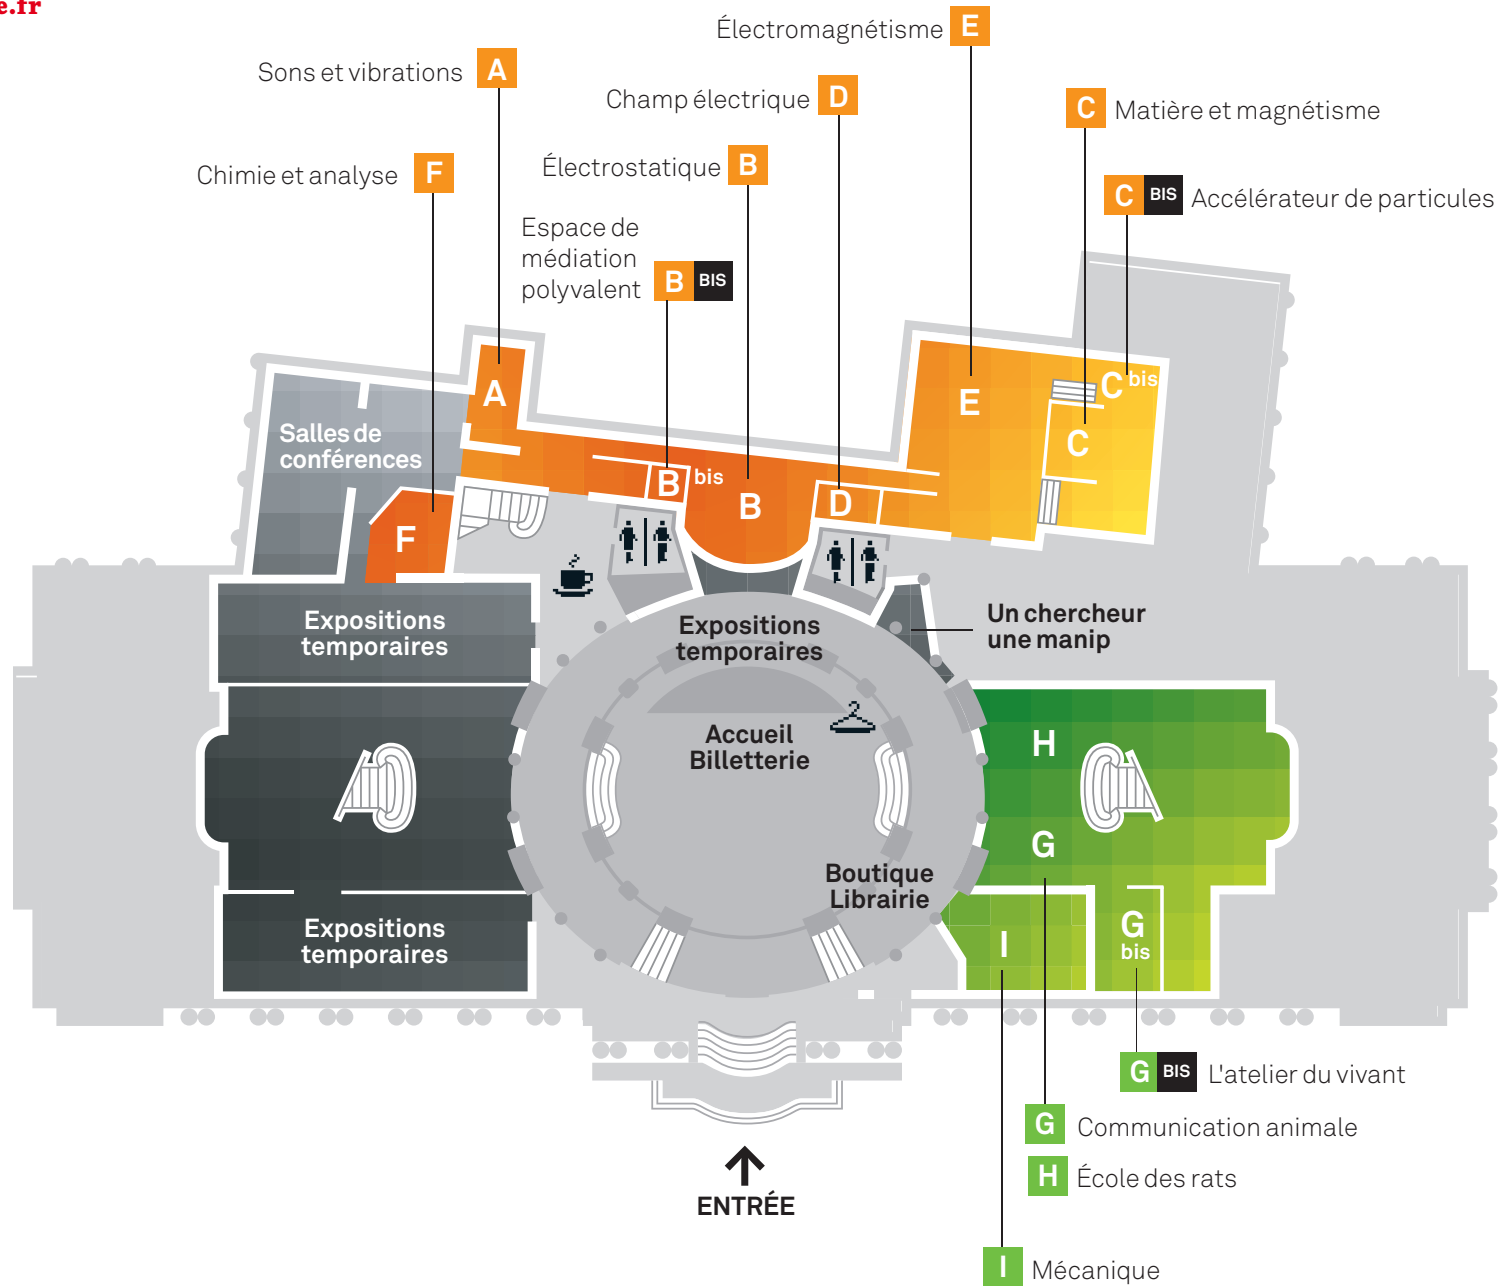 e.fr
Électromagnétisme E
Sons et vibrations A
Champ électrique D
C Matière et magnétisme
Électrostatique B
Chimie et analyse F
C BIS Accélérateur de particules
Espace de
médiation
polyvalent B BIS
A
E
C bis
C
Salles de
conférences
B bis
B
D
F
Expositions
temporaires
Expositions
temporaires
Un chercheur
une manip
Accueil
Billetterie
H
G
Boutique
Librairie
Expositions
temporaires
I
G
bis
G BIS L'atelier du vivant
G Communication animale
H École des rats
ENTRÉE
I Mécanique